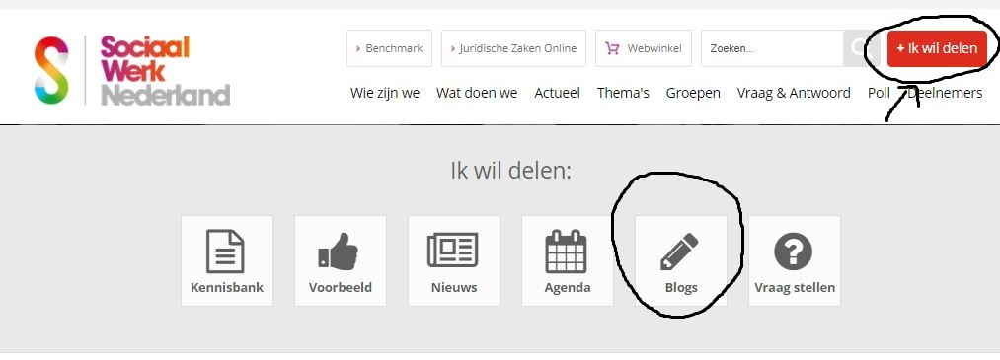 Sociaal
Werk
Nederland
› Benchmark
› Juridische Zaken Online
Webwinkel
Zoeken...
+ Ik wil delen
Wie zijn we
Wat doen we
Actueel
Thema's
Groepen
Vraag & Antwoord
Poll
Deelnemers
Ik wil delen:
Kennisbank
Voorbeeld
Nieuws
Agenda
Blogs
Vraag stellen